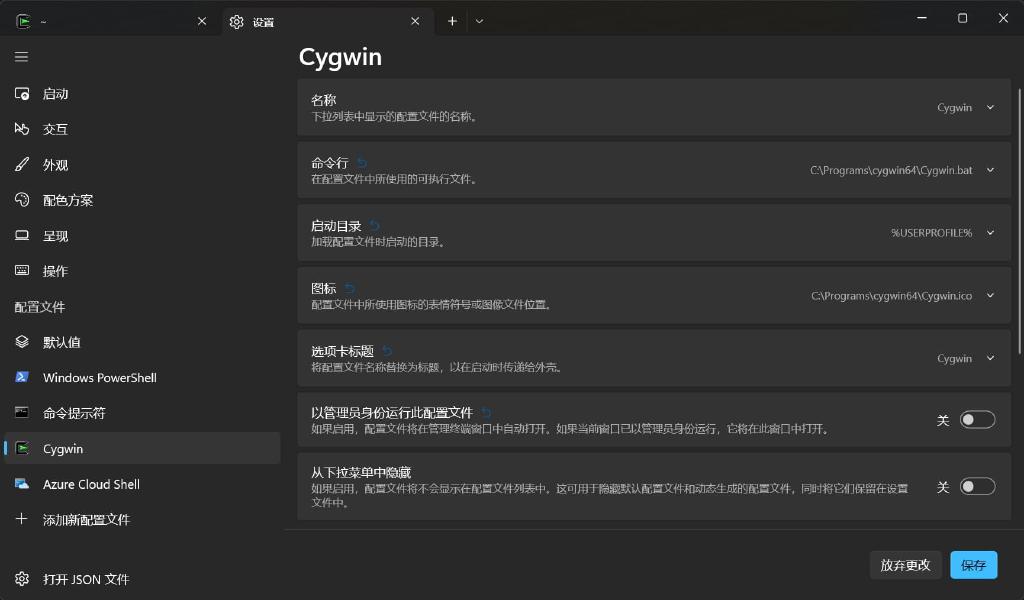 ~
设置
Cygwin
启动
交互
外观
配色方案
呈现
操作
配置文件
默认值
Windows PowerShell
命令提示符
Cygwin
Azure Cloud Shell
添加新配置文件
打开 JSON 文件
名称
下拉列表中显示的配置文件的名称。
Cygwin
命令行
在配置文件中所使用的可执行文件。
C:\Programs\cygwin64\Cygwin.bat
启动目录
加载配置文件时启动的目录。
%USERPROFILE%
图标
配置文件中所使用图标的表情符号或图像文件位置。
C:\Programs\cygwin64\Cygwin.ico
选项卡标题
将配置文件名称替换为标题，以在启动时传递给外壳。
Cygwin
以管理员身份运行此配置文件
如果启用，配置文件将在管理终端窗口中自动打开。如果当前窗口已以管理员身份运行，它将在此窗口中打开。
关
从下拉菜单中隐藏
如果启用，配置文件将不会显示在配置文件列表中。这可用于隐藏默认配置文件和动态生成的配置文件，同时将它们保留在设置
文件中。
关
放弃更改
保存